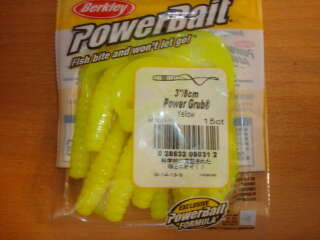 Berkley
PowerBait
Fish bite and won't let go!
3"/8cm
Power Grub®
Yellow
15ct
0 28632 09031 2
EXCLUSIVE
PowerBait
FORMULA